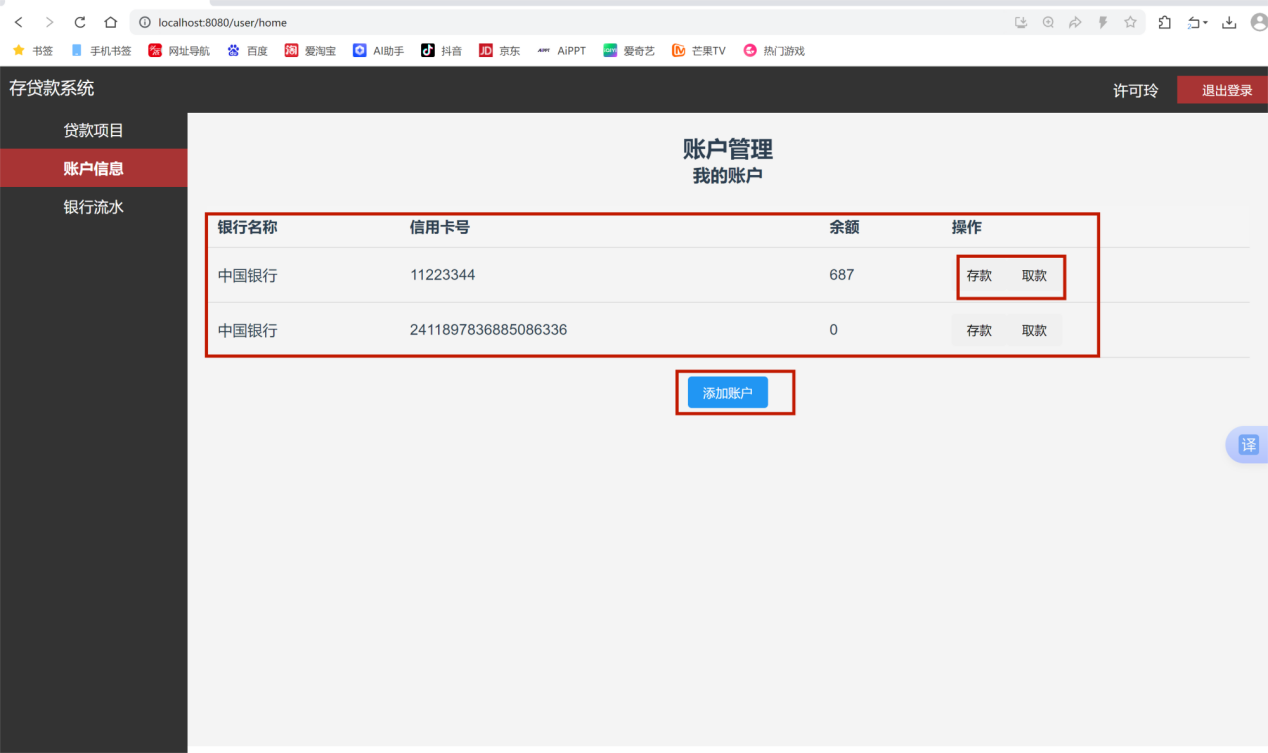 localhost:8080/user/home
书签 手机书签 网址导航 百度 爱淘宝 AI助手 抖音 京东 AiPPT 爱奇艺 芒果TV 热门游戏
存贷款系统 许可玲 退出登录
贷款项目
账户信息
银行流水
账户管理
我的账户
银行名称 信用卡号 余额 操作
中国银行 11223344 687 存款 取款
中国银行 2411897836885086336 0 存款 取款
添加账户
译